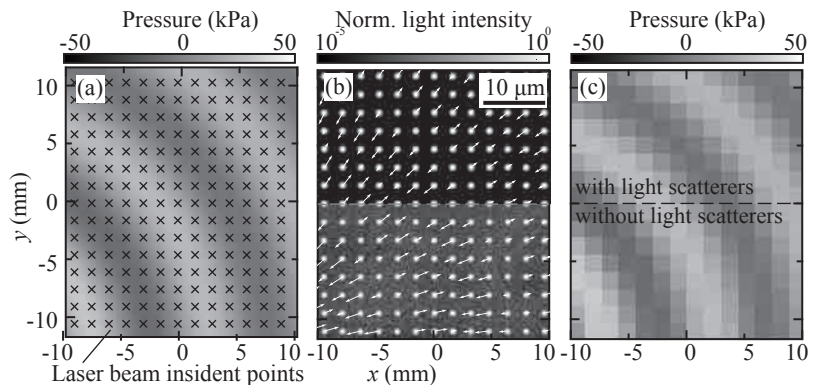 Pressure (kPa)
-50 0 50
(a)
10
5
0
-5
-10
y (mm)
-5 0 5 10
Laser beam insident points
Norm. light intensity
10-5 100
(b)
10 μm
-10 -5 0 5 10
x (mm)
Pressure (kPa)
-50 0 50
(c)
with light scatterers
without light scatterers
-10 -5 0 5 10